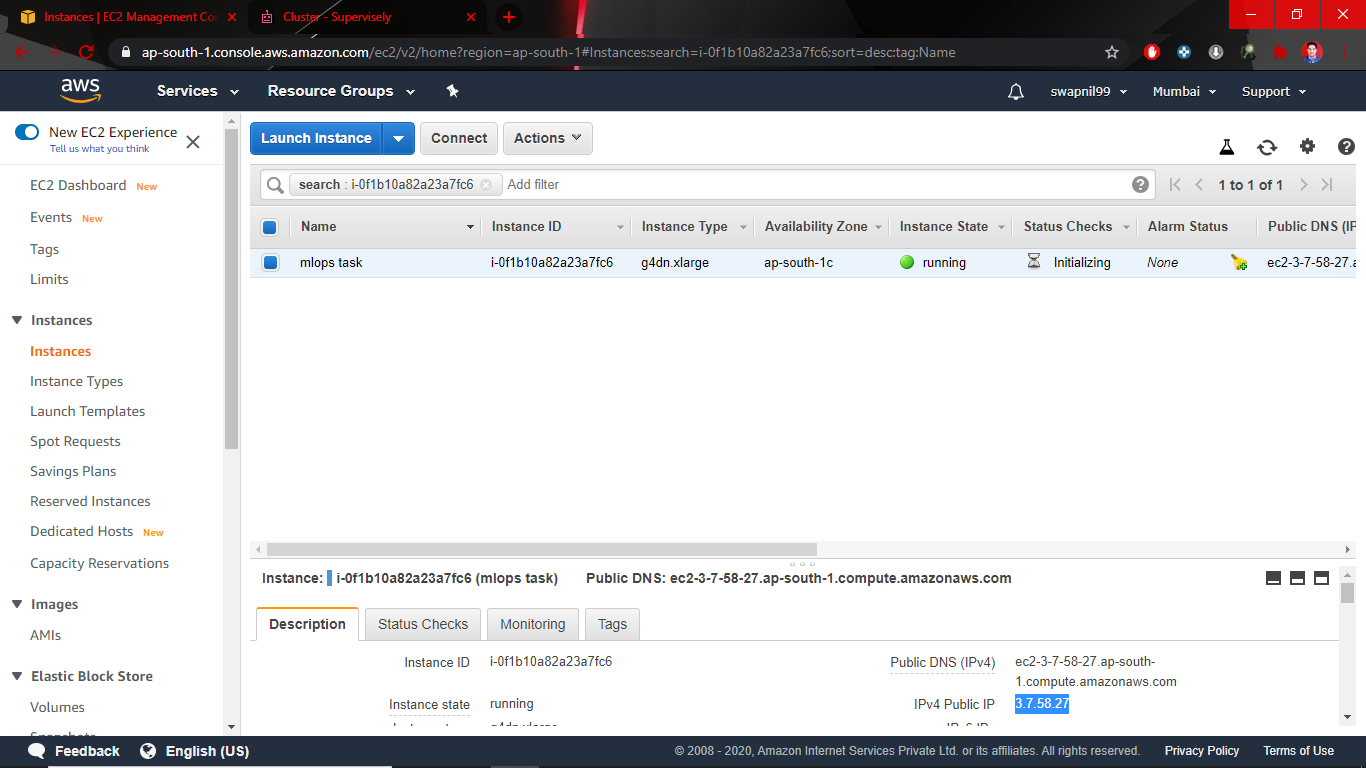 Instances | EC2 Management Co
Cluster - Supervisely
ap-south-1.console.aws.amazon.com/ec2/v2/home?region=ap-south-1#Instances:search=i-0f1b10a82a23a7fc6;sort=desc:tag:Name
aws Services Resource Groups swapnil99 Mumbai Support
New EC2 Experience
Tell us what you think
EC2 Dashboard New
Events New
Tags
Limits
Instances
Instances
Instance Types
Launch Templates
Spot Requests
Savings Plans
Reserved Instances
Dedicated Hosts New
Capacity Reservations
Images
AMIs
Elastic Block Store
Volumes
Snapshots
Launch Instance Connect Actions
search : i-0f1b10a82a23a7fc6 Add filter 1 to 1 of 1
Name Instance ID Instance Type Availability Zone Instance State Status Checks Alarm Status Public DNS (IP
mlops task i-0f1b10a82a23a7fc6 g4dn.xlarge ap-south-1c running Initializing None ec2-3-7-58-27.a
Instance: i-0f1b10a82a23a7fc6 (mlops task) Public DNS: ec2-3-7-58-27.ap-south-1.compute.amazonaws.com
Description Status Checks Monitoring Tags
Instance ID i-0f1b10a82a23a7fc6 Public DNS (IPv4) ec2-3-7-58-27.ap-south-
1.compute.amazonaws.com
Instance state running IPv4 Public IP 3.7.58.27
g4dn.xlarge
Feedback English (US) © 2008 - 2020, Amazon Internet Services Private Ltd. or its affiliates. All rights reserved. Privacy Policy Terms of Use